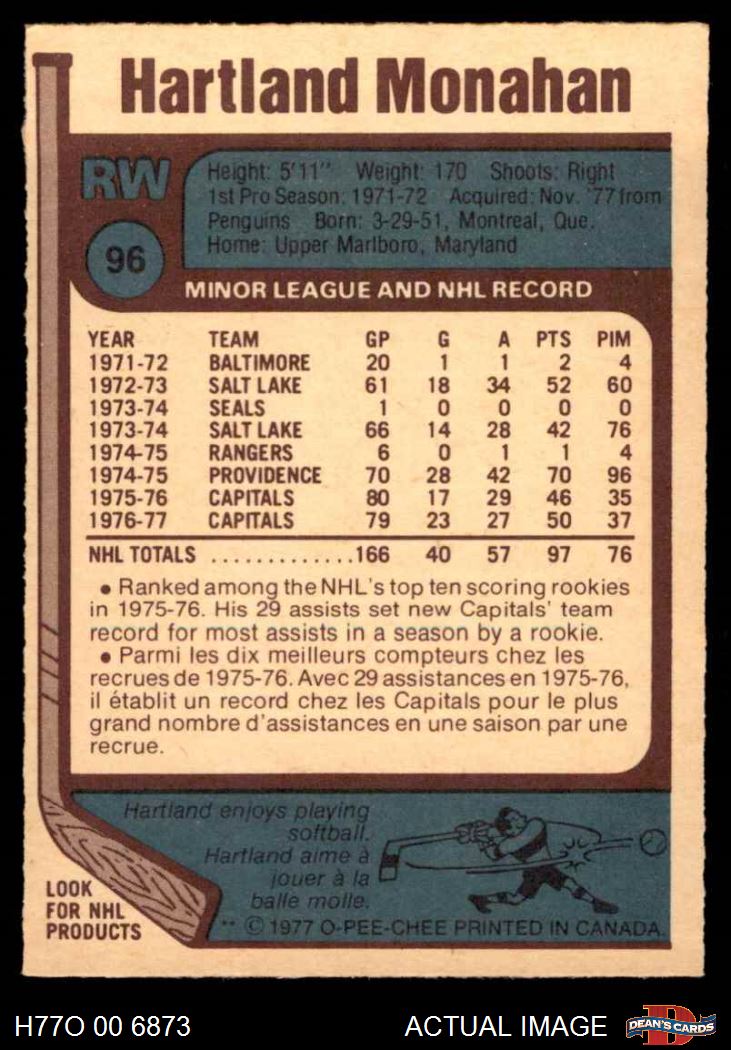 Hartland Monahan
RW
96
Height: 5'11" Weight: 170 Shoots: Right
1st Pro Season: 1971-72 Acquired: Nov. '77 from
Penguins Born: 3-29-51, Montreal, Que.
Home: Upper Marlboro, Maryland
MINOR LEAGUE AND NHL RECORD
YEAR TEAM GP G A PTS PIM
1971-72 BALTIMORE 20 1 1 2 4
1972-73 SALT LAKE 61 18 34 52 60
1973-74 SEALS 1 0 0 0 0
1973-74 SALT LAKE 66 14 28 42 76
1974-75 RANGERS 6 0 1 1 4
1974-75 PROVIDENCE 70 28 42 70 96
1975-76 CAPITALS 80 17 29 46 35
1976-77 CAPITALS 79 23 27 50 37
NHL TOTALS .............166 40 57 97 76
• Ranked among the NHL's top ten scoring rookies
in 1975-76. His 29 assists set new Capitals' team
record for most assists in a season by a rookie.
• Parmi les dix meilleurs compteurs chez les
recrues de 1975-76. Avec 29 assistances en 1975-76,
il établit un record chez les Capitals pour le plus
grand nombre d'assistances en une saison par une
recrue.
Hartland enjoys playing
softball.
Hartland aime à
jouer à la
balle molle.
LOOK
FOR NHL
PRODUCTS
** © 1977 O-PEE-CHEE PRINTED IN CANADA.
H77O 00 6873
ACTUAL IMAGE
D
DEAN'S CARDS